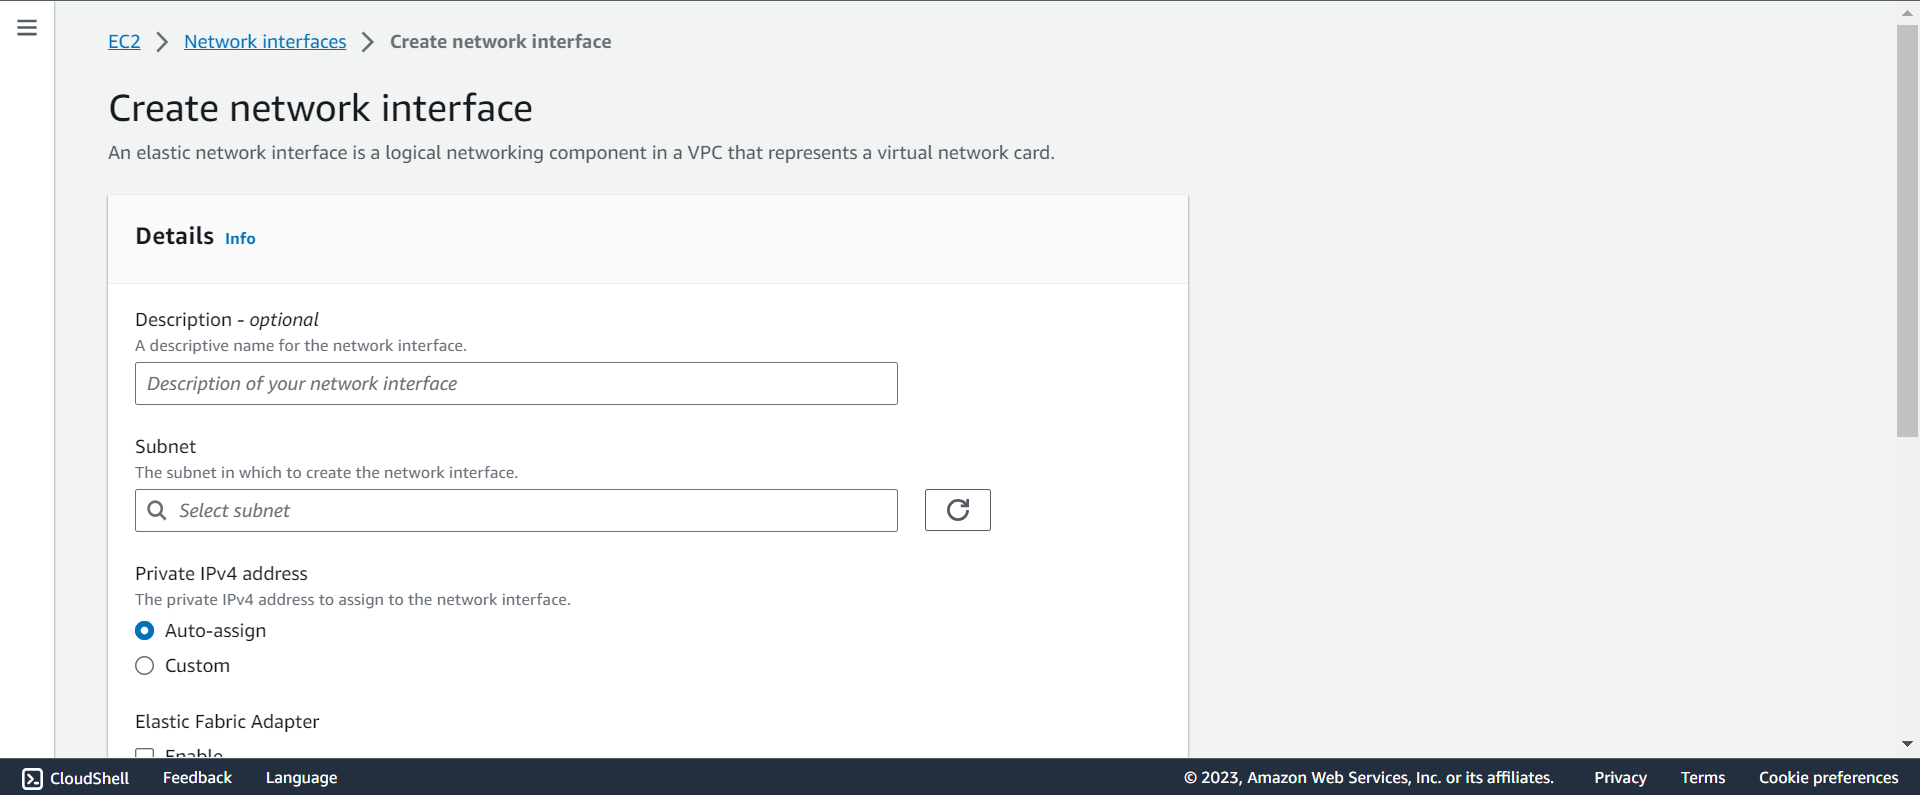 EC2 Network interfaces Create network interface
Create network interface
An elastic network interface is a logical networking component in a VPC that represents a virtual network card.
Details Info
Description - optional
A descriptive name for the network interface.
Description of your network interface
Subnet
The subnet in which to create the network interface.
Select subnet
Private IPv4 address
The private IPv4 address to assign to the network interface.
Auto-assign
Custom
Elastic Fabric Adapter
Enable
CloudShell Feedback Language © 2023, Amazon Web Services, Inc. or its affiliates. Privacy Terms Cookie preferences